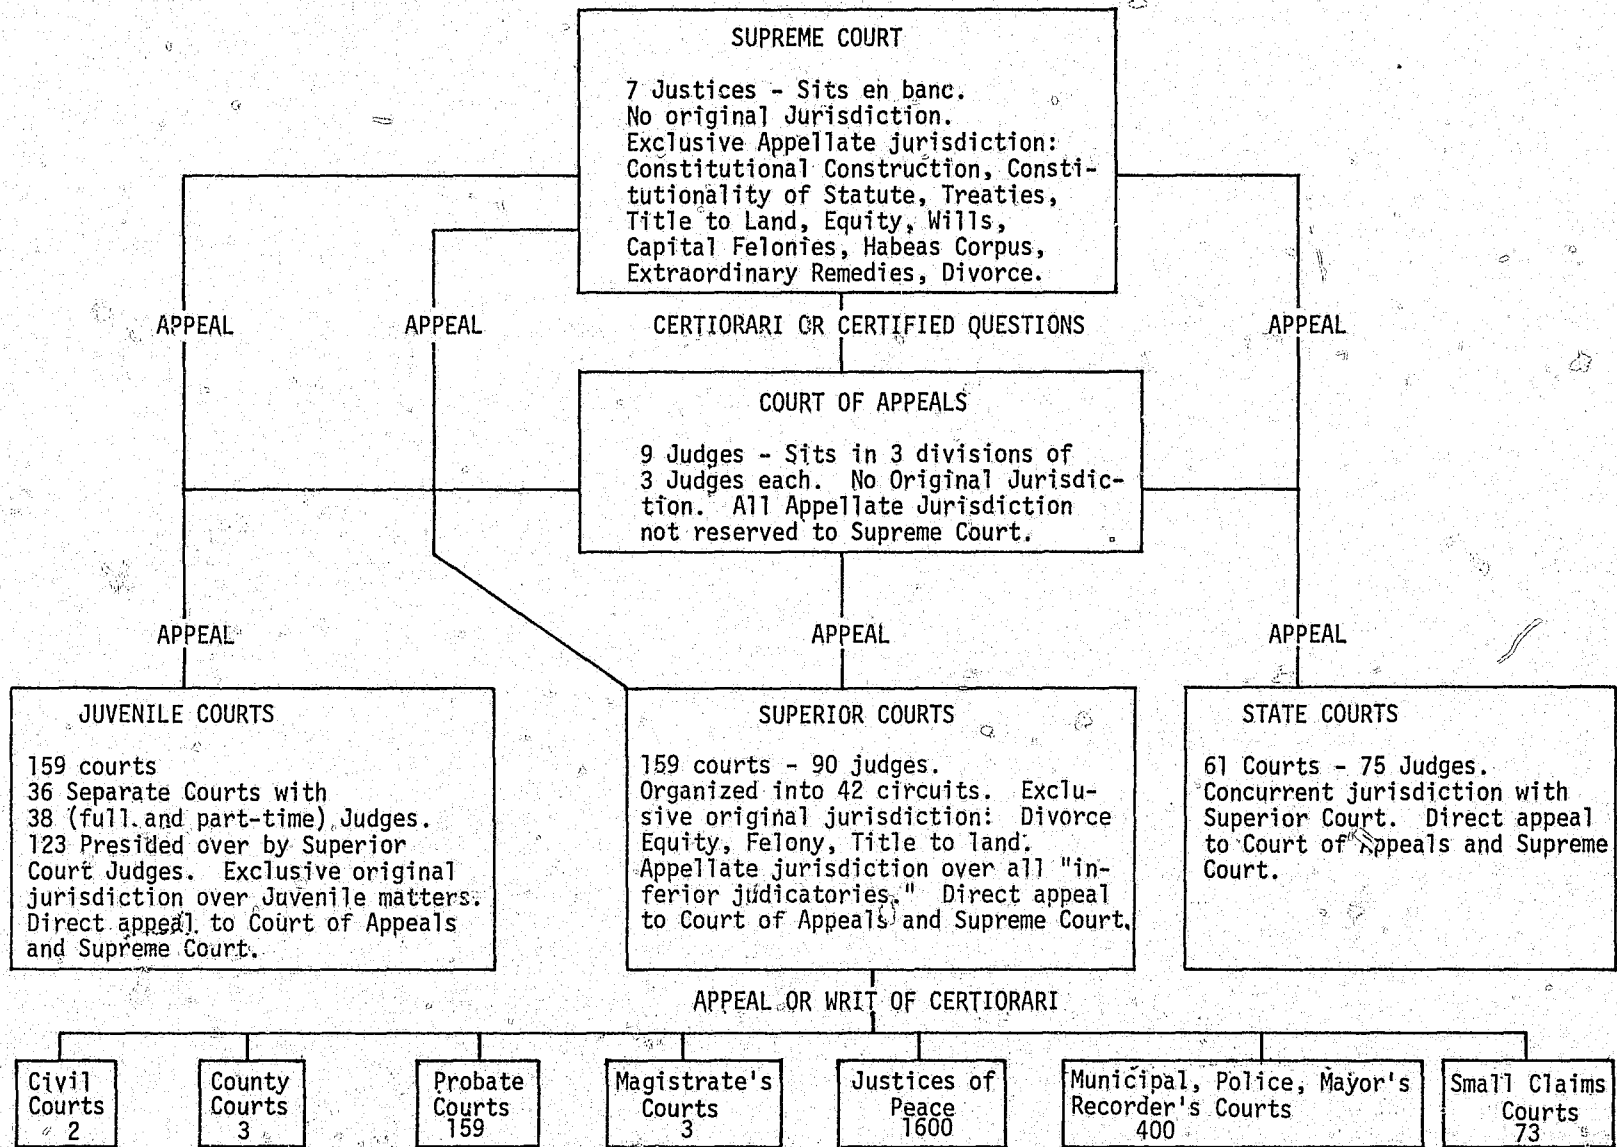 SUPREME COURT
7 Justices - Sits en banc.
No original Jurisdiction.
Exclusive Appellate jurisdiction:
Constitutional Construction, Consti-
tutionality of Statute, Treaties,
Title to Land, Equity, Wills,
Capital Felonies, Habeas Corpus,
Extraordinary Remedies, Divorce.
APPEAL
APPEAL
CERTIORARI OR CERTIFIED QUESTIONS
APPEAL
COURT OF APPEALS
9 Judges - Sits in 3 divisions of
3 Judges each. No Original Jurisdic-
tion. All Appellate Jurisdiction
not reserved to Supreme Court.
APPEAL
APPEAL
APPEAL
JUVENILE COURTS
159 courts
36 Separate Courts with
38 (full and part-time) Judges.
123 Presided over by Superior
Court Judges. Exclusive original
jurisdiction over Juvenile matters.
Direct appeal to Court of Appeals
and Supreme Court.
SUPERIOR COURTS
159 courts - 90 judges.
Organized into 42 circuits. Exclu-
sive original jurisdiction: Divorce
Equity, Felony, Title to land.
Appellate jurisdiction over all "in-
ferior judicatories." Direct appeal
to Court of Appeals and Supreme Court.
STATE COURTS
61 Courts - 75 Judges.
Concurrent jurisdiction with
Superior Court. Direct appeal
to Court of Appeals and Supreme
Court.
APPEAL OR WRIT OF CERTIORARI
Civil
Courts
2
County
Courts
3
Probate
Courts
159
Magistrate's
Courts
3
Justices of
Peace
1600
Municipal, Police, Mayor's
Recorder's Courts
400
Small Claims
Courts
73